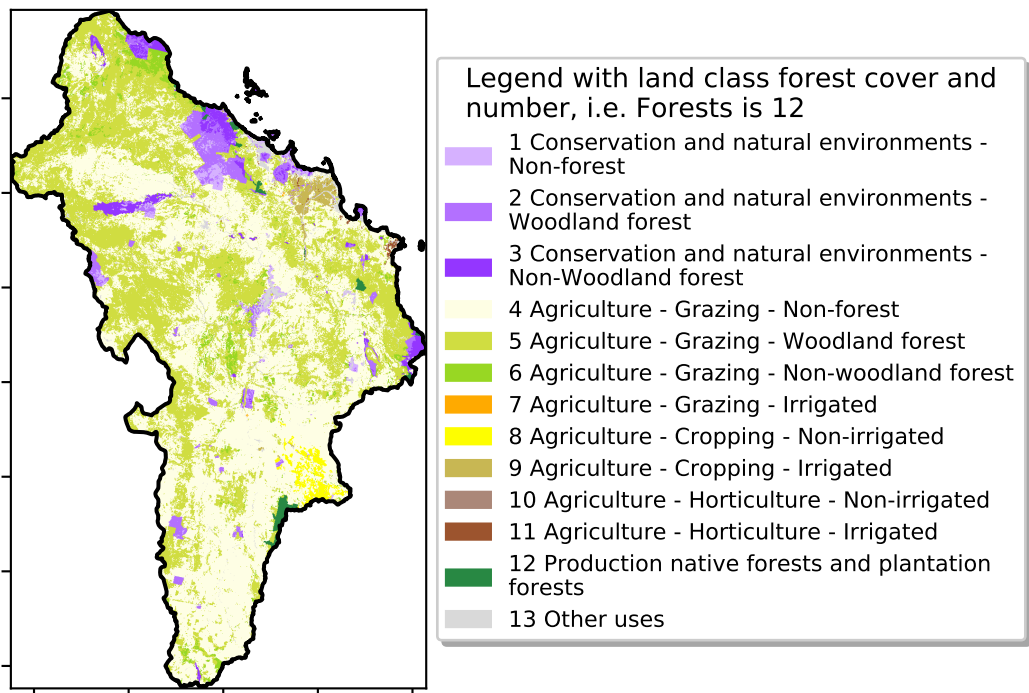 Legend with land class forest cover and
number, i.e. Forests is 12
1 Conservation and natural environments -
Non-forest
2 Conservation and natural environments -
Woodland forest
3 Conservation and natural environments -
Non-Woodland forest
4 Agriculture - Grazing - Non-forest
5 Agriculture - Grazing - Woodland forest
6 Agriculture - Grazing - Non-woodland forest
7 Agriculture - Grazing - Irrigated
8 Agriculture - Cropping - Non-irrigated
9 Agriculture - Cropping - Irrigated
10 Agriculture - Horticulture - Non-irrigated
11 Agriculture - Horticulture - Irrigated
12 Production native forests and plantation
forests
13 Other uses